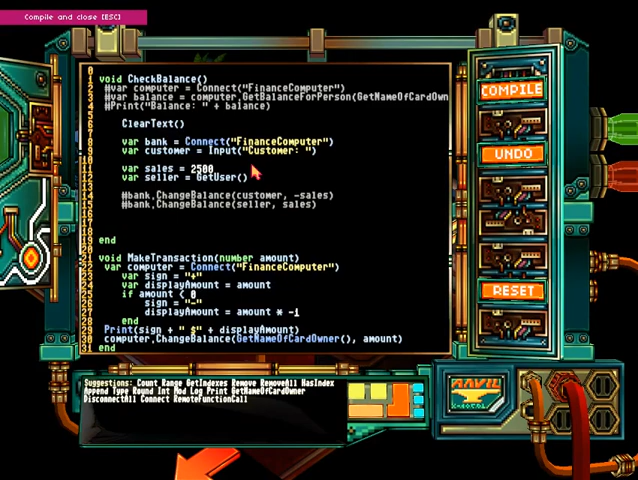 Compile and close [ESC]
0
1 void CheckBalance()
2 #var computer = Connect("FinanceComputer")
3 #var balance = computer.GetBalanceForPerson(GetNameOfCardOwn
4 #Print("Balance: " + balance)
5
6 ClearText()
7
8 var bank = Connect("FinanceComputer")
9 var customer = Input("Customer: ")
10
11 var sales = 2500
12 var seller = GetUser()
13
14 #bank.ChangeBalance(customer, -sales)
15 #bank.ChangeBalance(seller, sales)
16
17
18
19 end
20
21 void MakeTransaction(number amount)
22 var computer = Connect("FinanceComputer")
23 var sign = "+"
24 var displayAmount = amount
25 if amount < 0
26 sign = "-"
27 displayAmount = amount * -1
28 end
29 Print(sign + " $" + displayAmount)
30 computer.ChangeBalance(GetNameOfCardOwner(), amount)
31 end
COMPILE
UNDO
RESET
Suggestions: Count Range GetIndexes Remove RemoveAll HasIndex
Append Type Round Int Mod Log Print GetNameOfCardOwner
DisconnectAll Connect RemoteFunctionCall
ANVIL